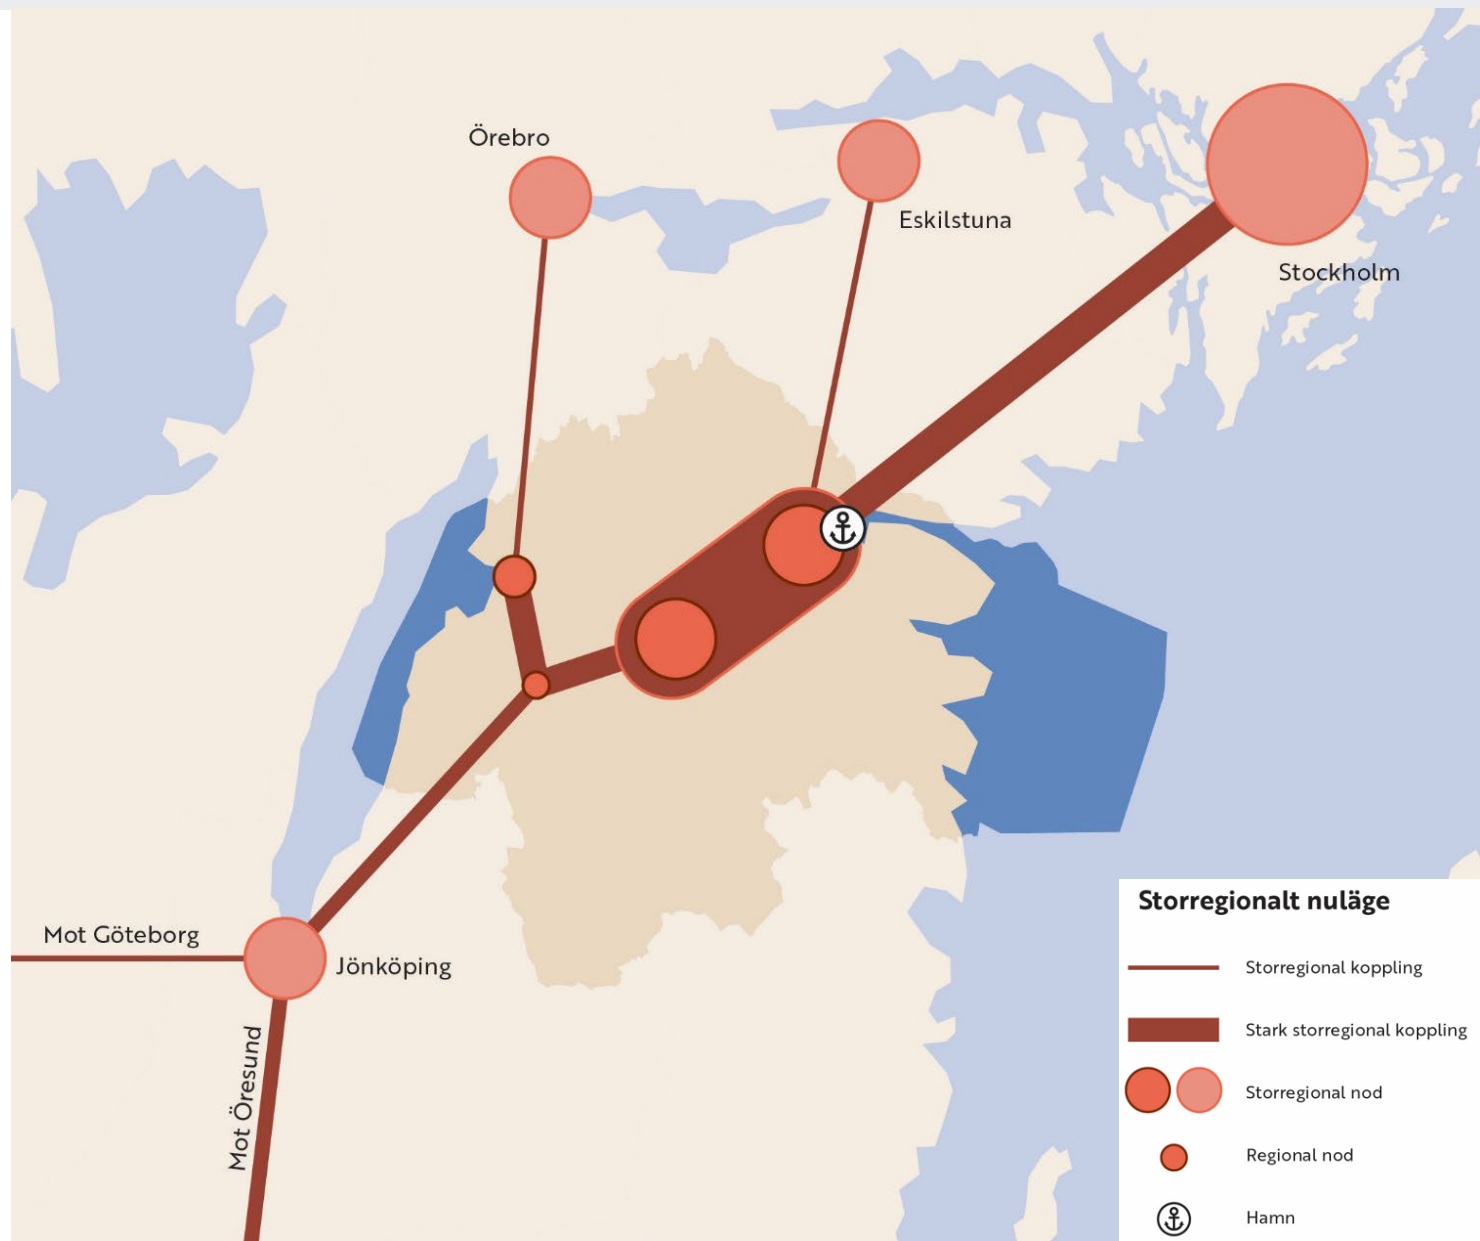 Örebro
Eskilstuna
Stockholm
Mot Göteborg
Jönköping
Mot Öresund
Storregionalt nuläge
Storregional koppling
Stark storregional koppling
Storregional nod
Regional nod
Hamn